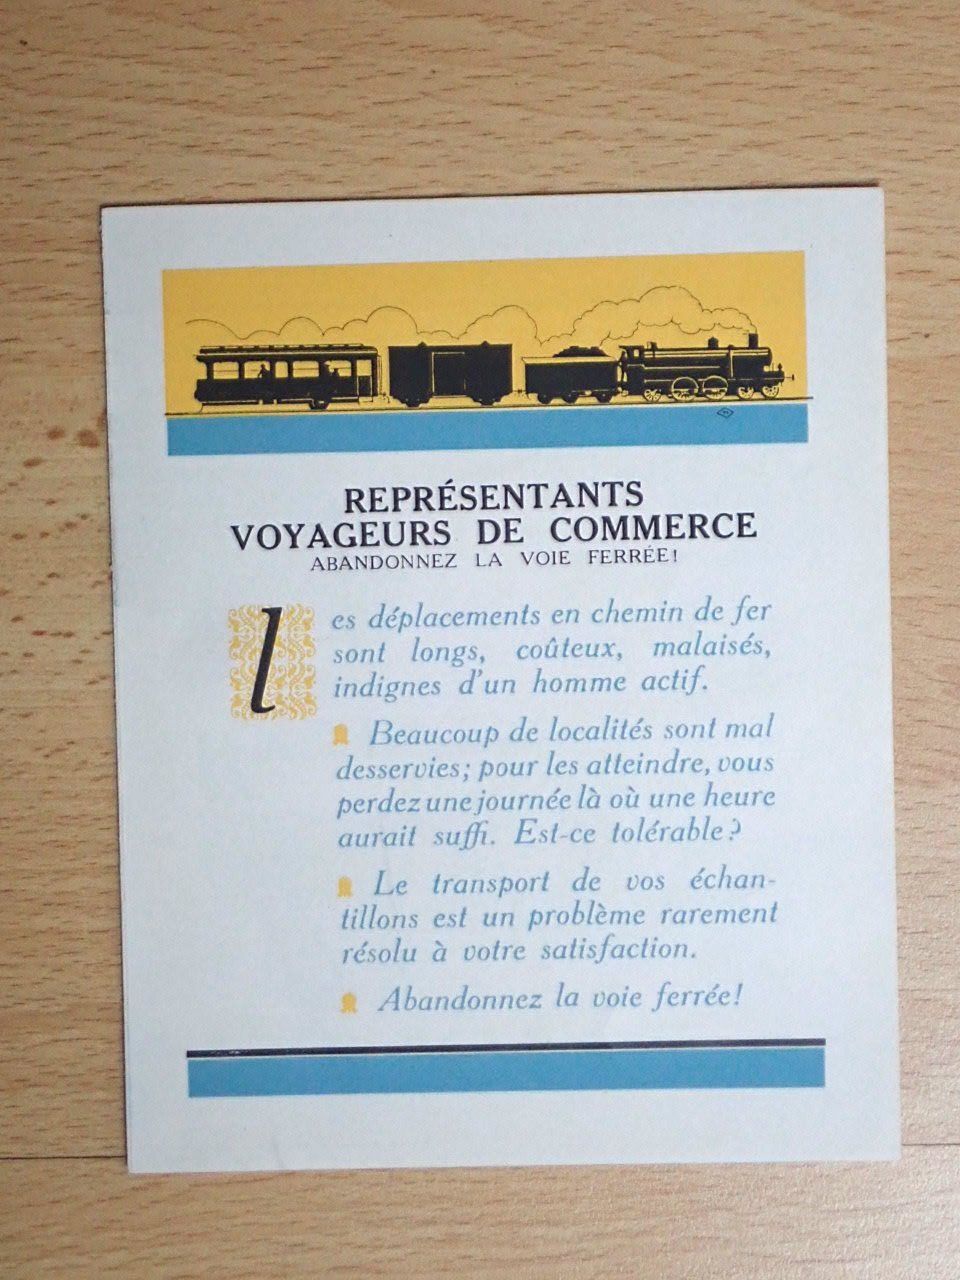 REPRÉSENTANTS
VOYAGEURS DE COMMERCE
ABANDONNEZ LA VOIE FERRÉE!
les déplacements en chemin de fer
sont longs, coûteux, malaisés,
indignes d'un homme actif.
Beaucoup de localités sont mal
desservies; pour les atteindre, vous
perdez une journée là où une heure
aurait suffi. Est-ce tolérable?
Le transport de vos échan-
tillons est un problème rarement
résolu à votre satisfaction.
Abandonnez la voie ferrée!